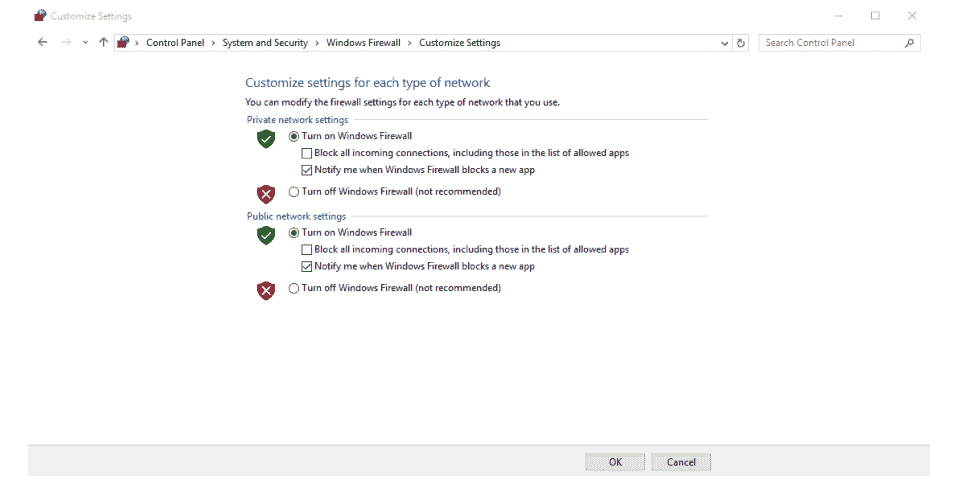 Customize Settings
Control Panel > System and Security > Windows Firewall > Customize Settings
Search Control Panel
Customize settings for each type of network
You can modify the firewall settings for each type of network that you use.
Private network settings
Turn on Windows Firewall
Block all incoming connections, including those in the list of allowed apps
Notify me when Windows Firewall blocks a new app
Turn off Windows Firewall (not recommended)
Public network settings
Turn on Windows Firewall
Block all incoming connections, including those in the list of allowed apps
Notify me when Windows Firewall blocks a new app
Turn off Windows Firewall (not recommended)
OK Cancel